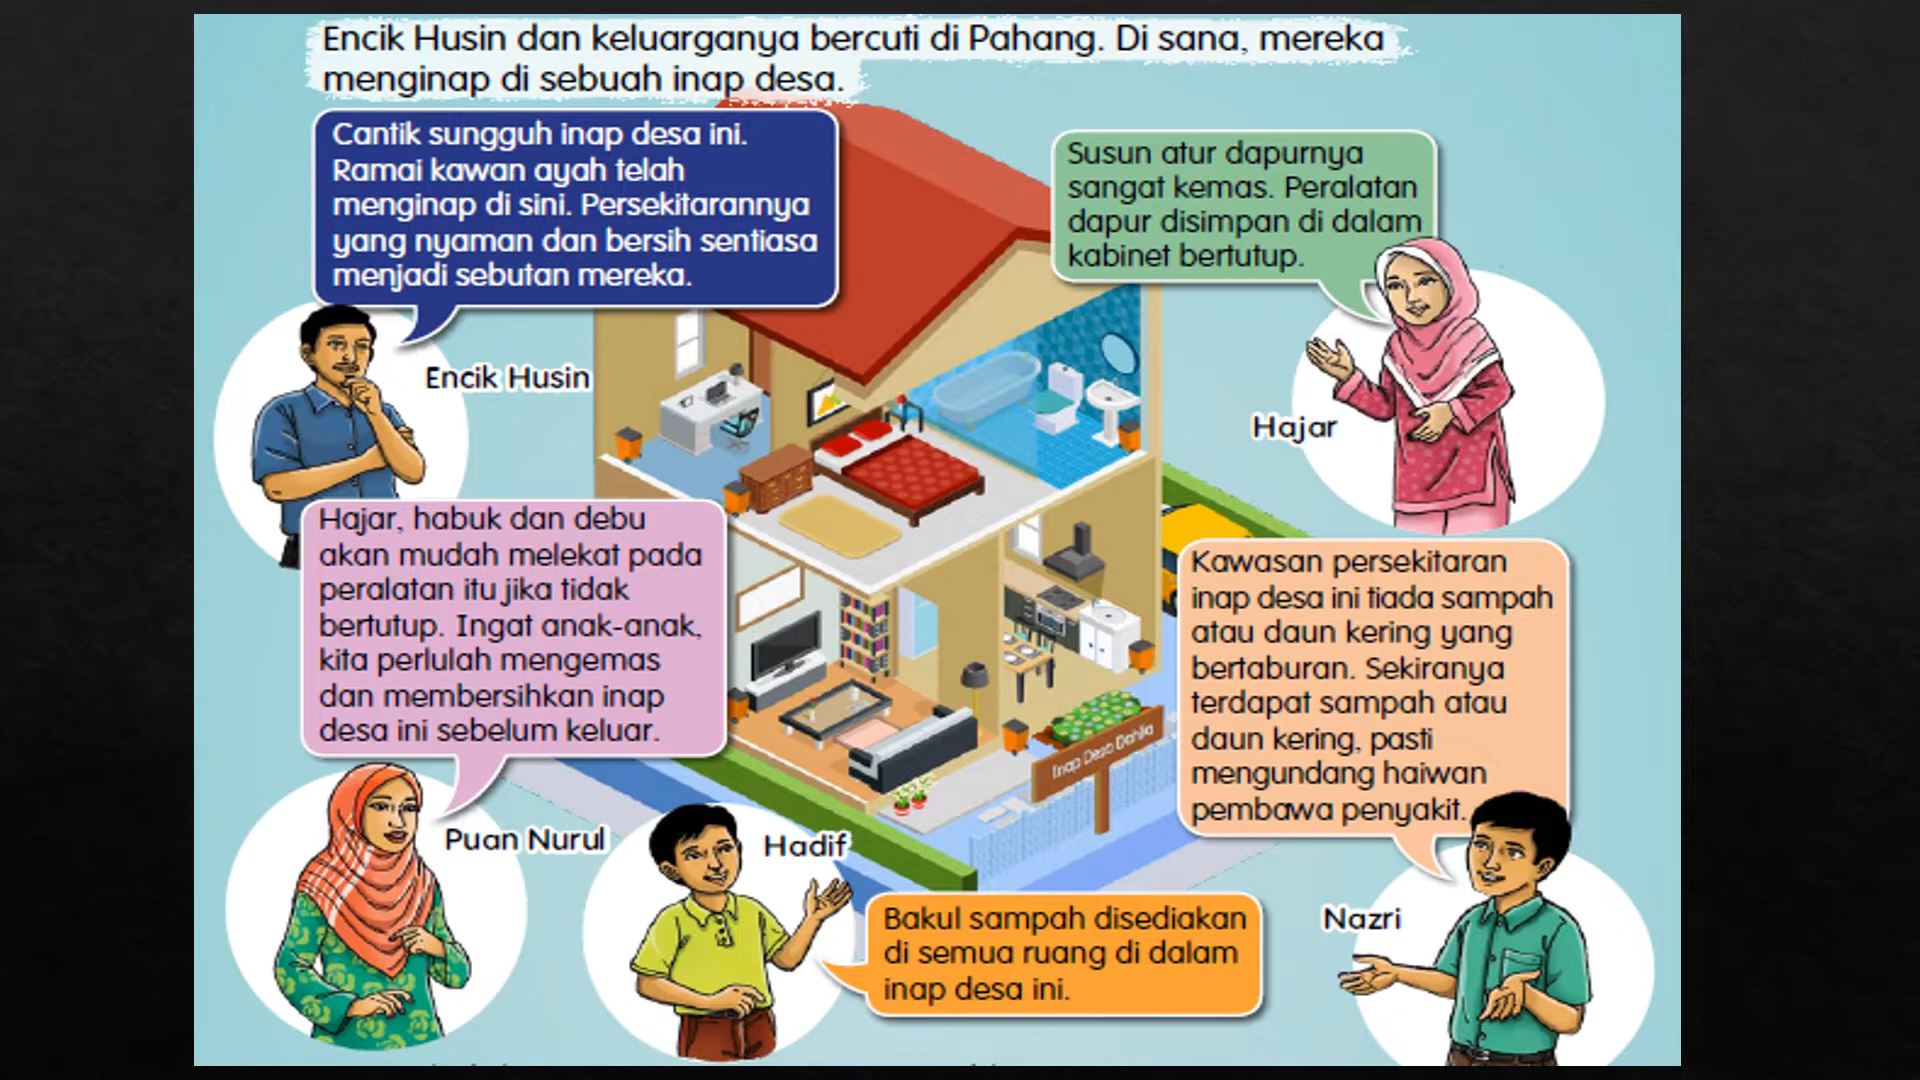 Encik Husin dan keluarganya bercuti di Pahang. Di sana, mereka
menginap di sebuah inap desa.
Cantik sungguh inap desa ini.
Ramai kawan ayah telah
menginap di sini. Persekitarannya
yang nyaman dan bersih sentiasa
menjadi sebutan mereka.
Encik Husin
Susun atur dapurnya
sangat kemas. Peralatan
dapur disimpan di dalam
kabinet bertutup.
Hajar
Hajar, habuk dan debu
akan mudah melekat pada
peralatan itu jika tidak
bertutup. Ingat anak-anak,
kita perlulah mengemas
dan membersihkan inap
desa ini sebelum keluar.
Puan Nurul
Kawasan persekitaran
inap desa ini tiada sampah
atau daun kering yang
bertaburan. Sekiranya
terdapat sampah atau
daun kering, pasti
mengundang haiwan
pembawa penyakit.
Nazri
Inap Desa Dahlia
Hadif
Bakul sampah disediakan
di semua ruang di dalam
inap desa ini.